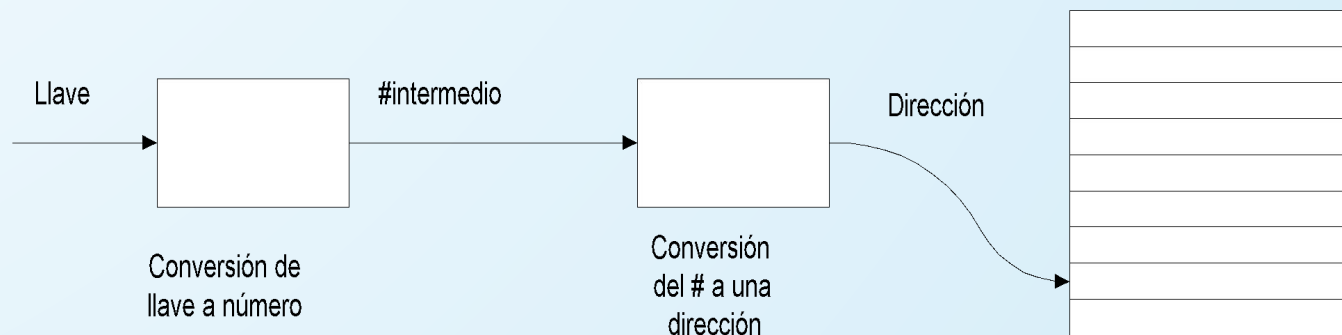 Llave
#intermedio
Dirección
Conversión de
llave a número
Conversión
del # a una
dirección